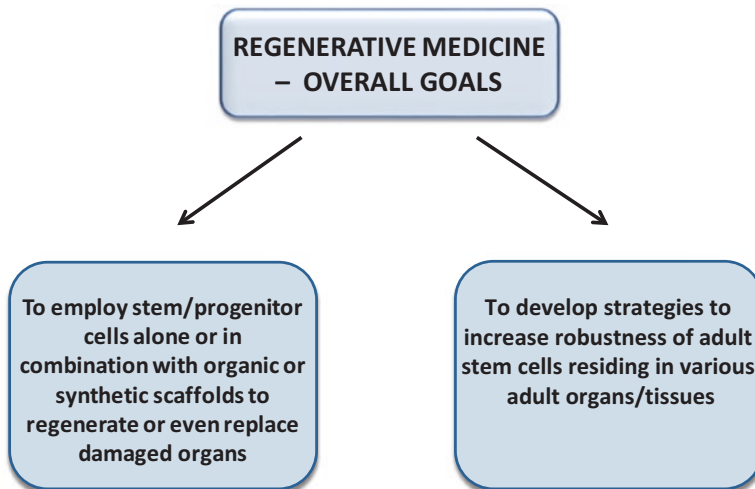 REGENERATIVE MEDICINE
– OVERALL GOALS
To employ stem/progenitor
cells alone or in
combination with organic or
synthetic scaffolds to
regenerate or even replace
damaged organs
To develop strategies to
increase robustness of adult
stem cells residing in various
adult organs/tissues